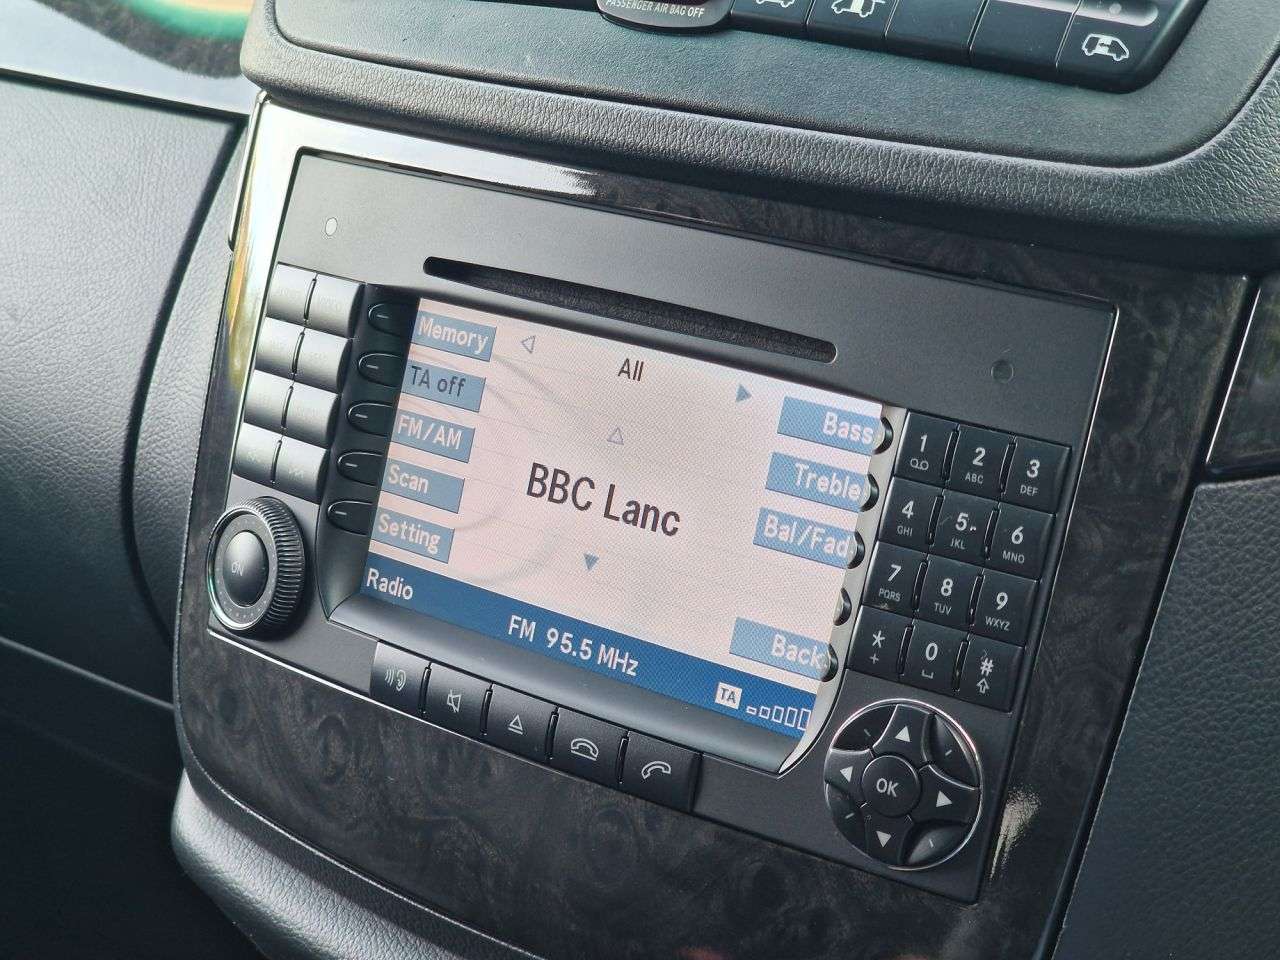 PASSENGER AIR BAG OFF
Memory
All
TA off
Bass
FM/AM
Treble
Scan
BBC Lanc
Bal/Fad
Setting
Radio
FM 95.5 MHz
Back
TA
ON
1
2 ABC
3 DEF
4 GHI
5 JKL
6 MNO
7 PQRS
8 TUV
9 WXYZ
* +
0
#
OK